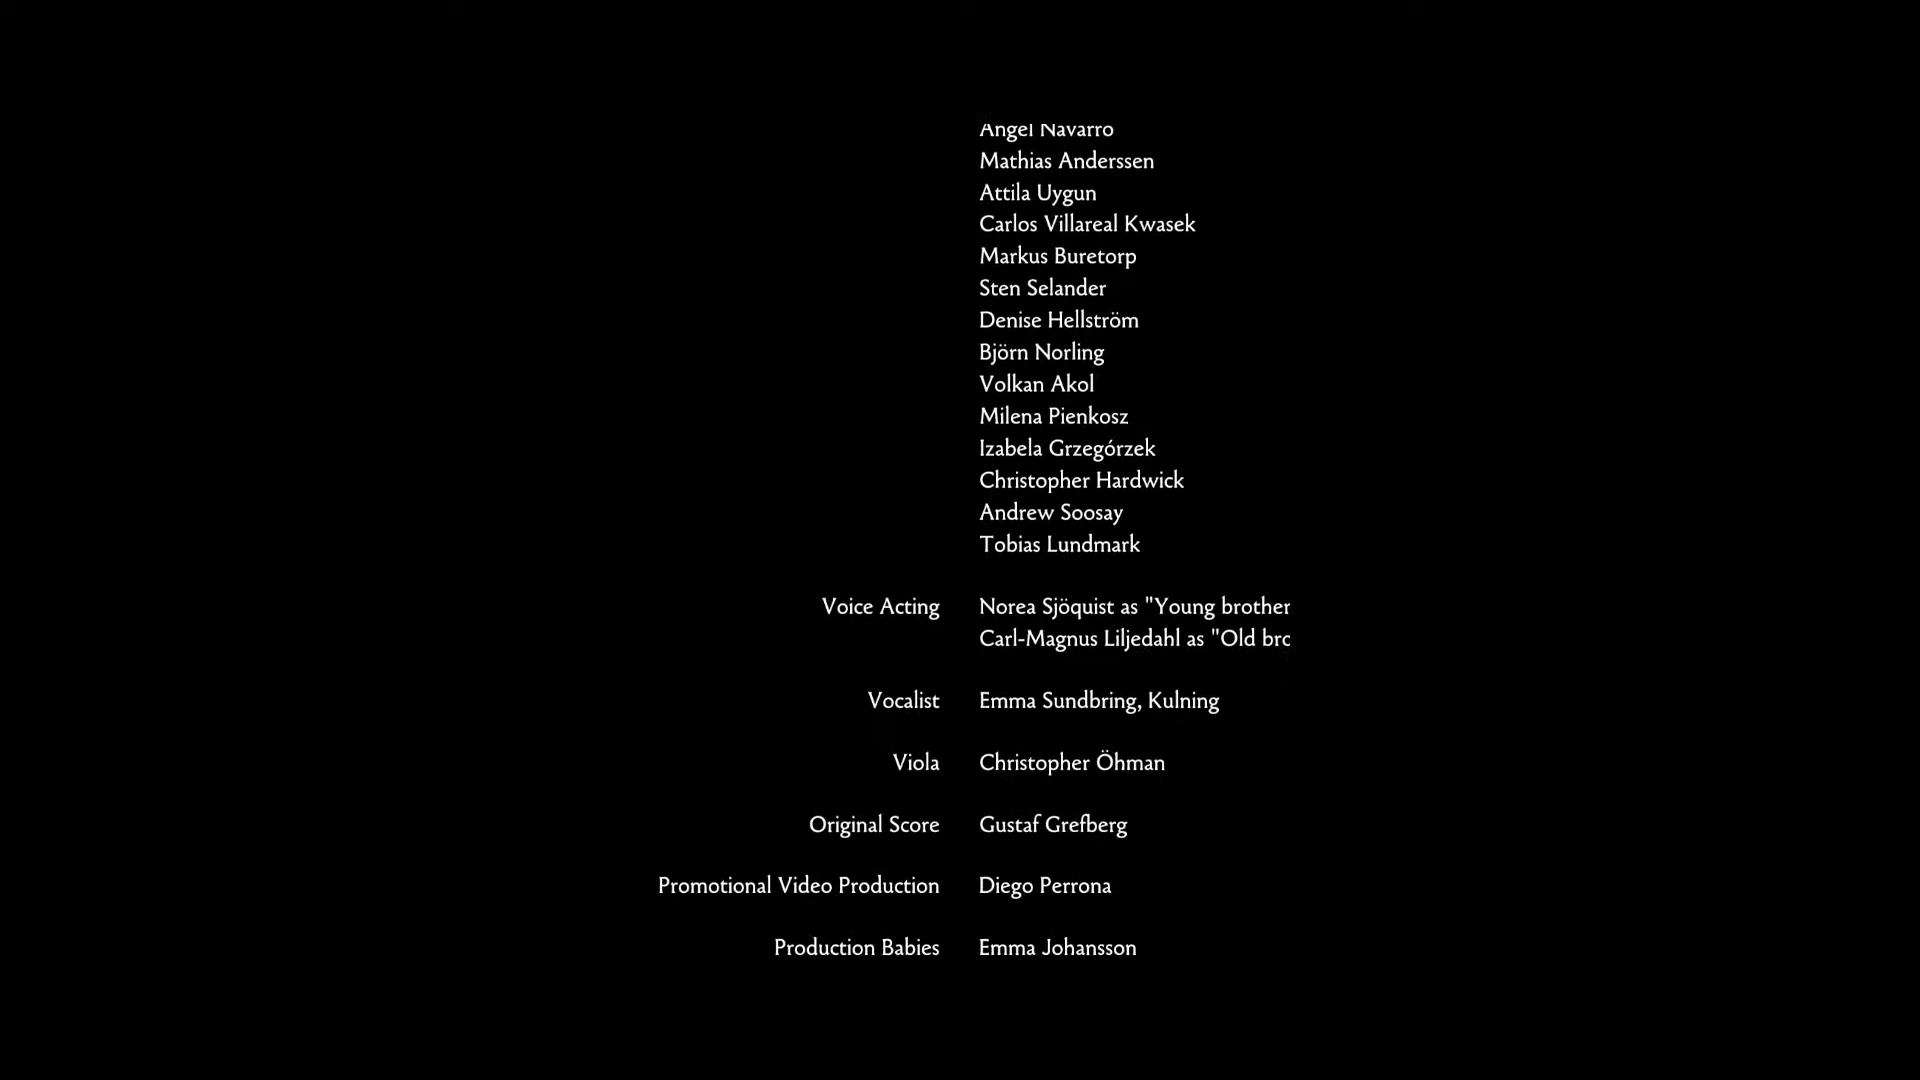 Angel Navarro
Mathias Anderssen
Attila Uygun
Carlos Villareal Kwasek
Markus Buretorp
Sten Selander
Denise Hellström
Björn Norling
Volkan Akol
Milena Pienkosz
Izabela Grzegórzek
Christopher Hardwick
Andrew Soosay
Tobias Lundmark
Voice Acting Norea Sjöquist as "Young brother
Carl-Magnus Liljedahl as "Old bro
Vocalist Emma Sundbring, Kulning
Viola Christopher Öhman
Original Score Gustaf Grefberg
Promotional Video Production Diego Perrona
Production Babies Emma Johansson